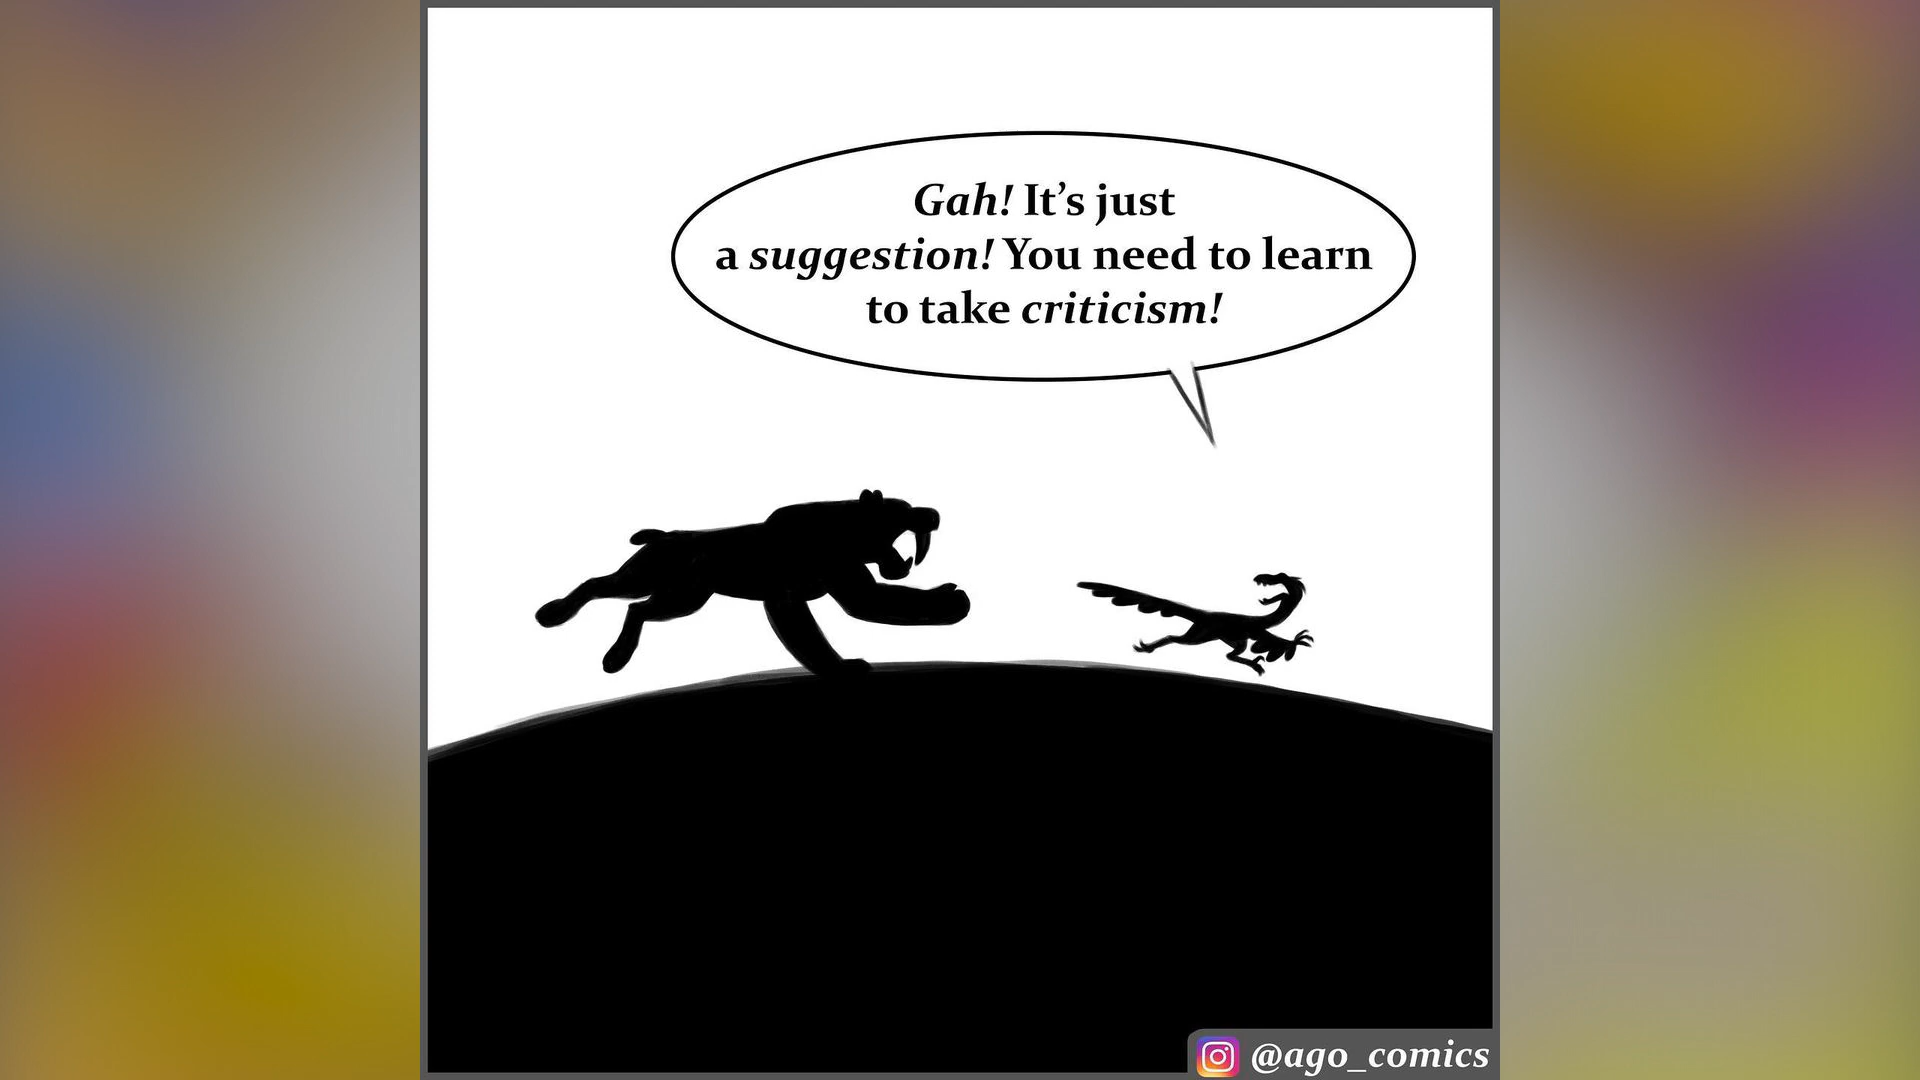 Gah! It’s just
a suggestion! You need to learn
to take criticism!
@ago_comics